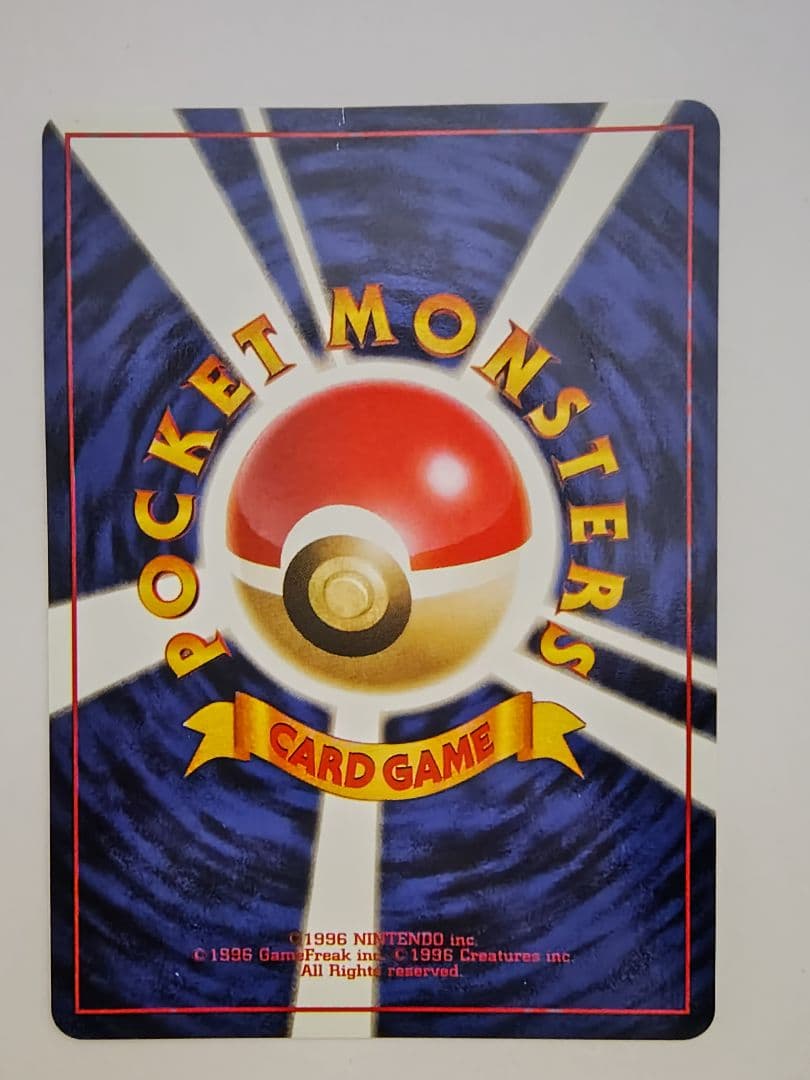 POCKET MONSTERS
CARD GAME
©1996 NINTENDO inc.
©1996 GameFreak inc. ©1996 Creatures inc.
All Rights reserved.